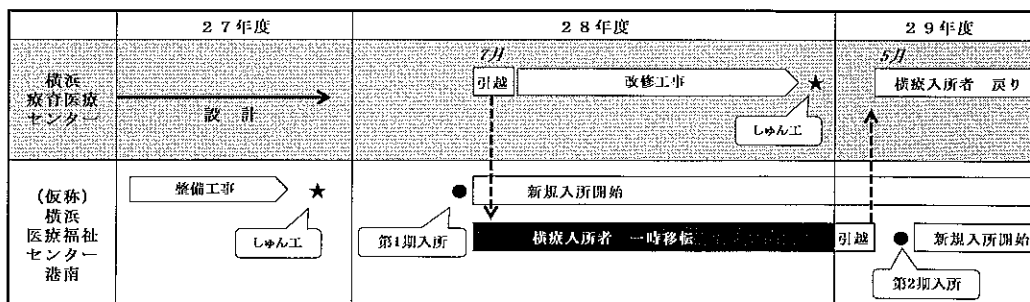 27年度 28年度 29年度
横浜
療育医療
センター
設計
7月
引越
改修工事
★
しゅん工
5月
横療入所者 戻り
(仮称)
横浜
医療福祉
センター
港南
整備工事
★
しゅん工
●
第1期入所
新規入所開始
横療入所者 一時移転
引越
●
第2期入所
新規入所開始